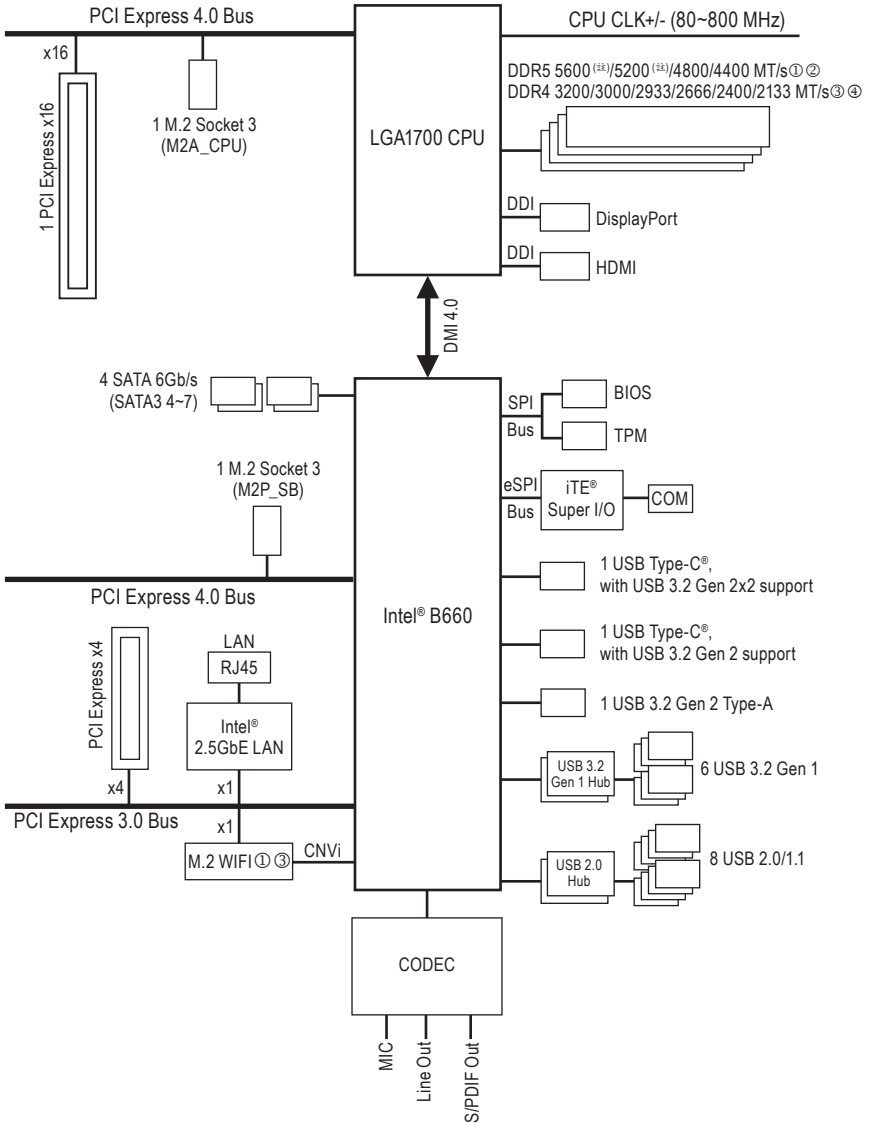 PCI Express 4.0 Bus
CPU CLK+/- (80~800 MHz)
x16
1 PCI Express x16
1 M.2 Socket 3
(M2A_CPU)
LGA1700 CPU
DDR5 5600 (註)/5200 (註)/4800/4400 MT/s① ②
DDR4 3200/3000/2933/2666/2400/2133 MT/s③ ④
DDI
DisplayPort
DDI
HDMI
DMI 4.0
4 SATA 6Gb/s
(SATA3 4~7)
SPI
Bus
BIOS
TPM
1 M.2 Socket 3
(M2P_SB)
eSPI
Bus
iTE®
Super I/O
COM
PCI Express 4.0 Bus
Intel® B660
1 USB Type-C®,
with USB 3.2 Gen 2x2 support
1 USB Type-C®,
with USB 3.2 Gen 2 support
1 USB 3.2 Gen 2 Type-A
PCI Express x4
LAN
RJ45
Intel®
2.5GbE LAN
x4
x1
PCI Express 3.0 Bus
x1
M.2 WIFI① ③
CNVi
USB 3.2
Gen 1 Hub
6 USB 3.2 Gen 1
USB 2.0
Hub
8 USB 2.0/1.1
CODEC
MIC
Line Out
S/PDIF Out